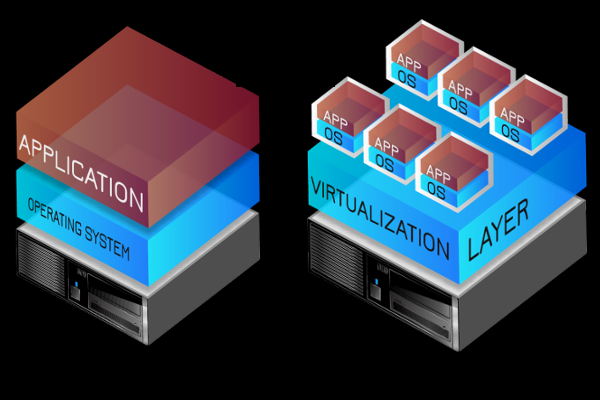 APPLICATION
OPERATING SYSTEM
APP
OS
APP
OS
APP
OS
APP
OS
APP
OS
APP
OS
VIRTUALIZATION LAYER